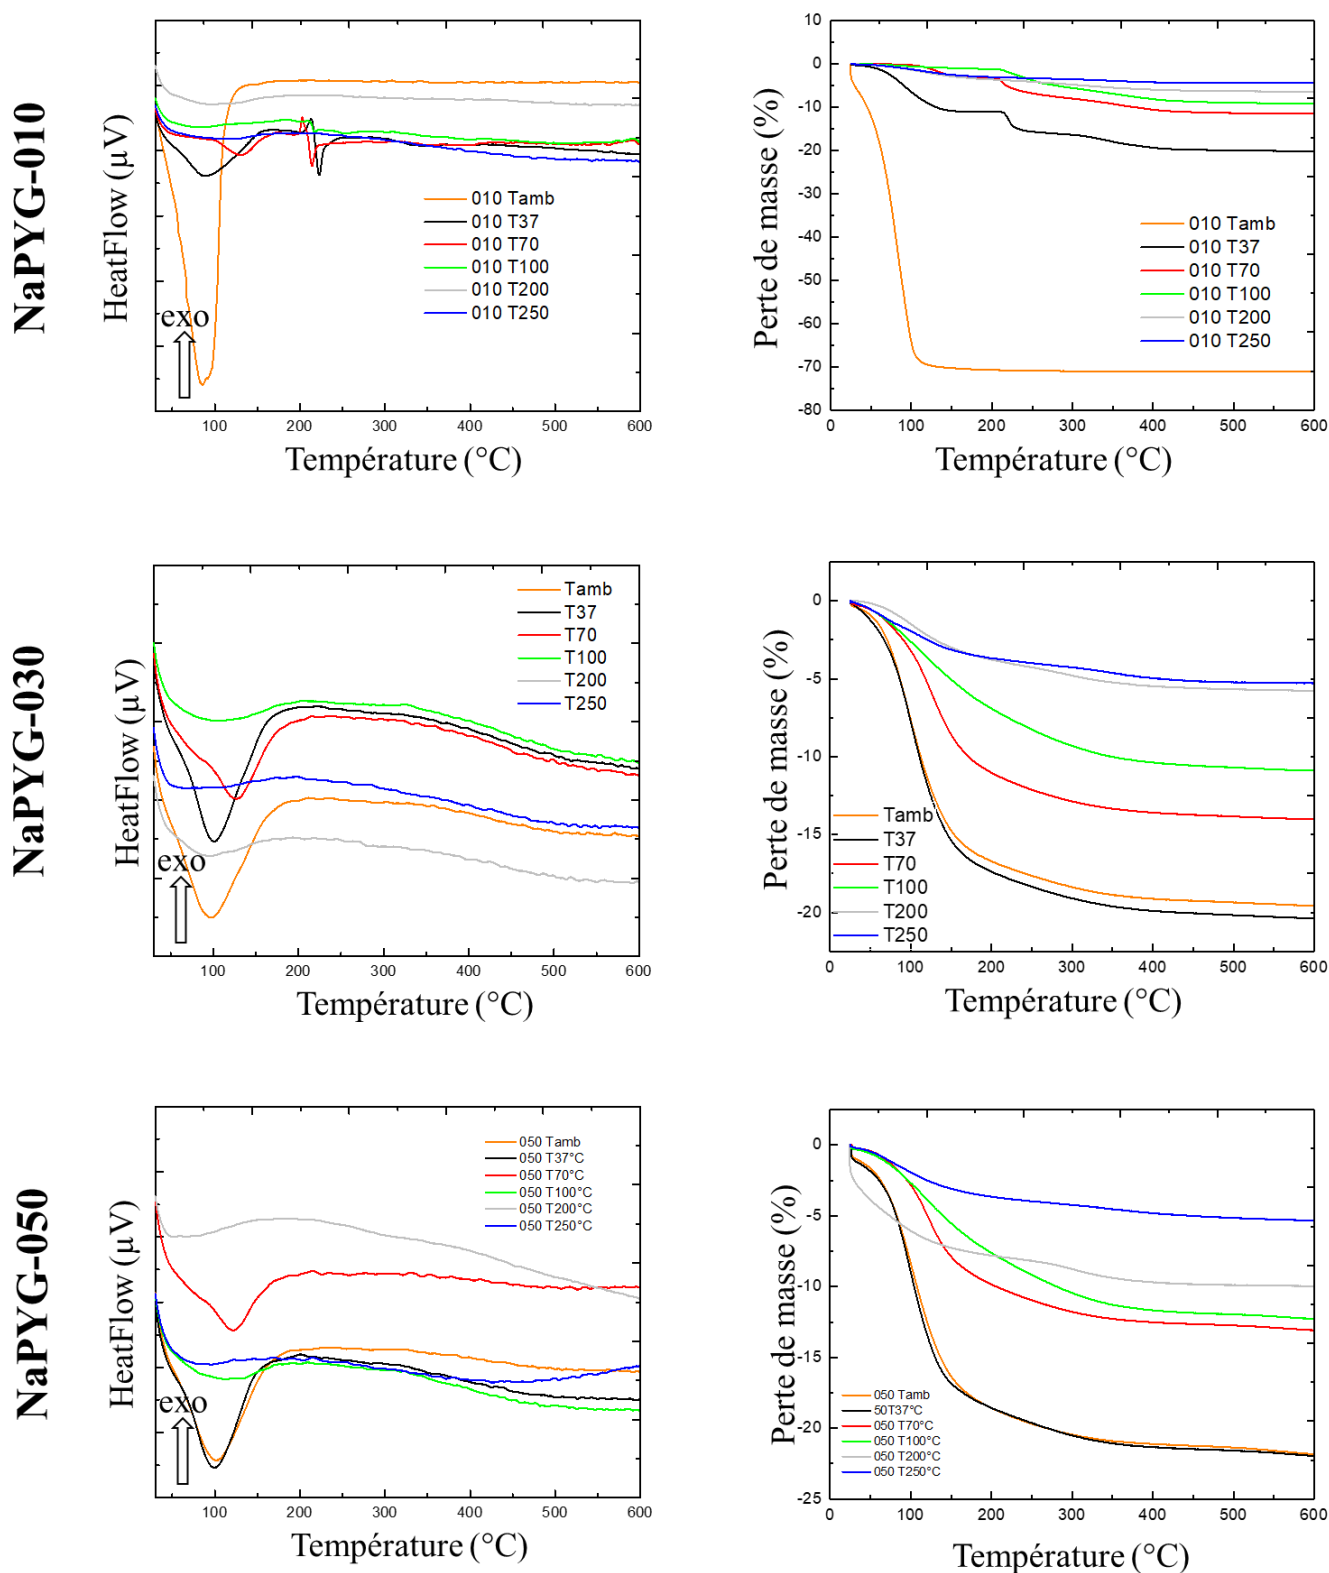 NaPYG-010
HeatFlow (µV)
010 Tamb
010 T37
010 T70
010 T100
010 T200
010 T250
exo
100 200 300 400 500 600
Température (°C)
Perte de masse (%)
10
0
-10
-20
-30
-40
-50
-60
-70
-80
010 Tamb
010 T37
010 T70
010 T100
010 T200
010 T250
0 100 200 300 400 500 600
Température (°C)
NaPYG-030
HeatFlow (µV)
Tamb
T37
T70
T100
T200
T250
exo
100 200 300 400 500 600
Température (°C)
Perte de masse (%)
0
-5
-10
-15
-20
Tamb
T37
T70
T100
T200
T250
0 100 200 300 400 500 600
Température (°C)
NaPYG-050
HeatFlow (µV)
050 Tamb
050 T37°C
050 T70°C
050 T100°C
050 T200°C
050 T250°C
exo
100 200 300 400 500 600
Température (°C)
Perte de masse (%)
0
-5
-10
-15
-20
-25
050 Tamb
50T37°C
050 T70°C
050 T100°C
050 T200°C
050 T250°C
0 100 200 300 400 500 600
Température (°C)